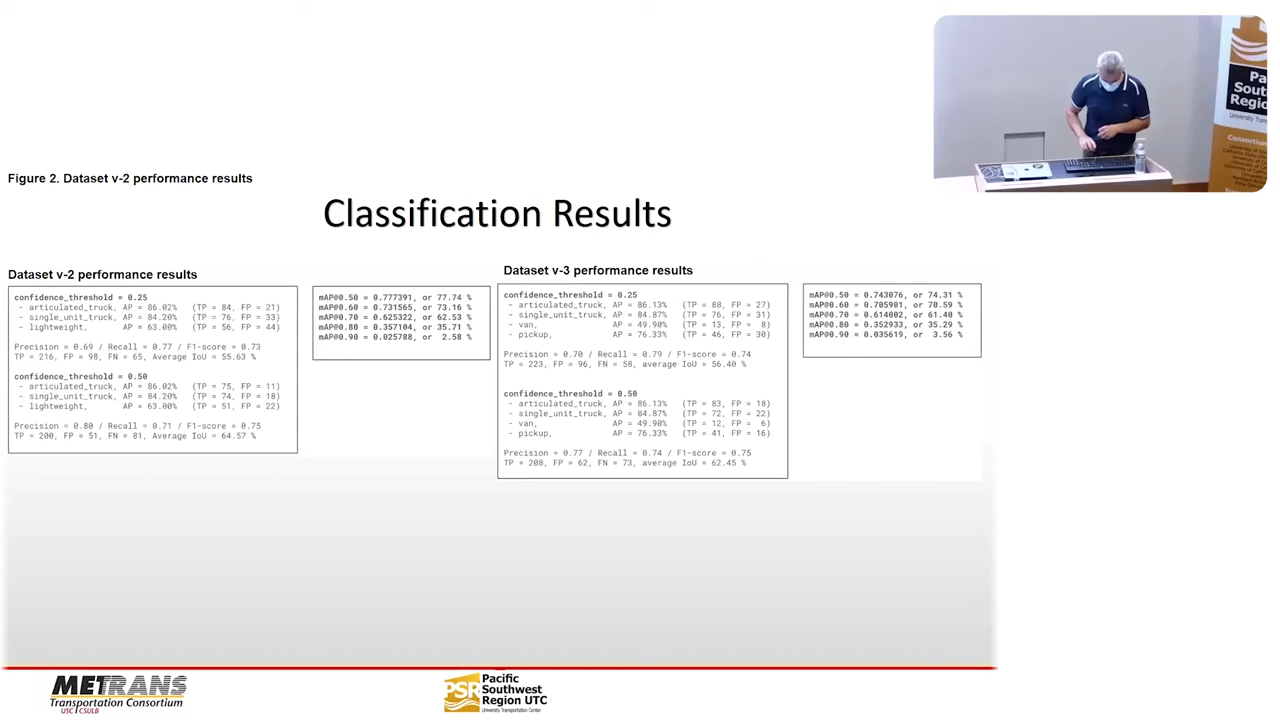 Figure 2. Dataset v-2 performance results
Classification Results
Dataset v-2 performance results
confidence_threshold = 0.25
- articulated_truck, AP = 86.02% (TP = 84, FP = 21)
- single_unit_truck, AP = 84.20% (TP = 76, FP = 33)
- lightweight, AP = 63.00% (TP = 56, FP = 44)
Precision = 0.69 / Recall = 0.77 / F1-score = 0.73
TP = 216, FP = 98, FN = 65, Average IoU = 55.63 %
confidence_threshold = 0.50
- articulated_truck, AP = 86.02% (TP = 75, FP = 11)
- single_unit_truck, AP = 84.20% (TP = 74, FP = 18)
- lightweight, AP = 63.00% (TP = 51, FP = 22)
Precision = 0.80 / Recall = 0.71 / F1-score = 0.75
TP = 200, FP = 51, FN = 81, Average IoU = 64.57 %
mAP@0.50 = 0.777391, or 77.74 %
mAP@0.60 = 0.731565, or 73.16 %
mAP@0.70 = 0.625322, or 62.53 %
mAP@0.80 = 0.357104, or 35.71 %
mAP@0.90 = 0.025788, or 2.58 %
Dataset v-3 performance results
confidence_threshold = 0.25
- articulated_truck, AP = 86.13% (TP = 88, FP = 27)
- single_unit_truck, AP = 84.87% (TP = 76, FP = 31)
- van, AP = 49.90% (TP = 13, FP = 8)
- pickup, AP = 76.33% (TP = 46, FP = 30)
Precision = 0.70 / Recall = 0.79 / F1-score = 0.74
TP = 223, FP = 96, FN = 58, average IoU = 56.40 %
confidence_threshold = 0.50
- articulated_truck, AP = 86.13% (TP = 83, FP = 18)
- single_unit_truck, AP = 84.87% (TP = 72, FP = 22)
- van, AP = 49.90% (TP = 12, FP = 6)
- pickup, AP = 76.33% (TP = 41, FP = 16)
Precision = 0.77 / Recall = 0.74 / F1-score = 0.75
TP = 208, FP = 62, FN = 73, average IoU = 62.45 %
mAP@0.50 = 0.743076, or 74.31 %
mAP@0.60 = 0.705901, or 70.59 %
mAP@0.70 = 0.614002, or 61.40 %
mAP@0.80 = 0.352933, or 35.29 %
mAP@0.90 = 0.035619, or 3.56 %
Pa
Sout
Regio
University Trans
Consortium
METRANS
Transportation Consortium
USC | CSULB
PSR
Pacific
Southwest
Region UTC
University Transportation Center